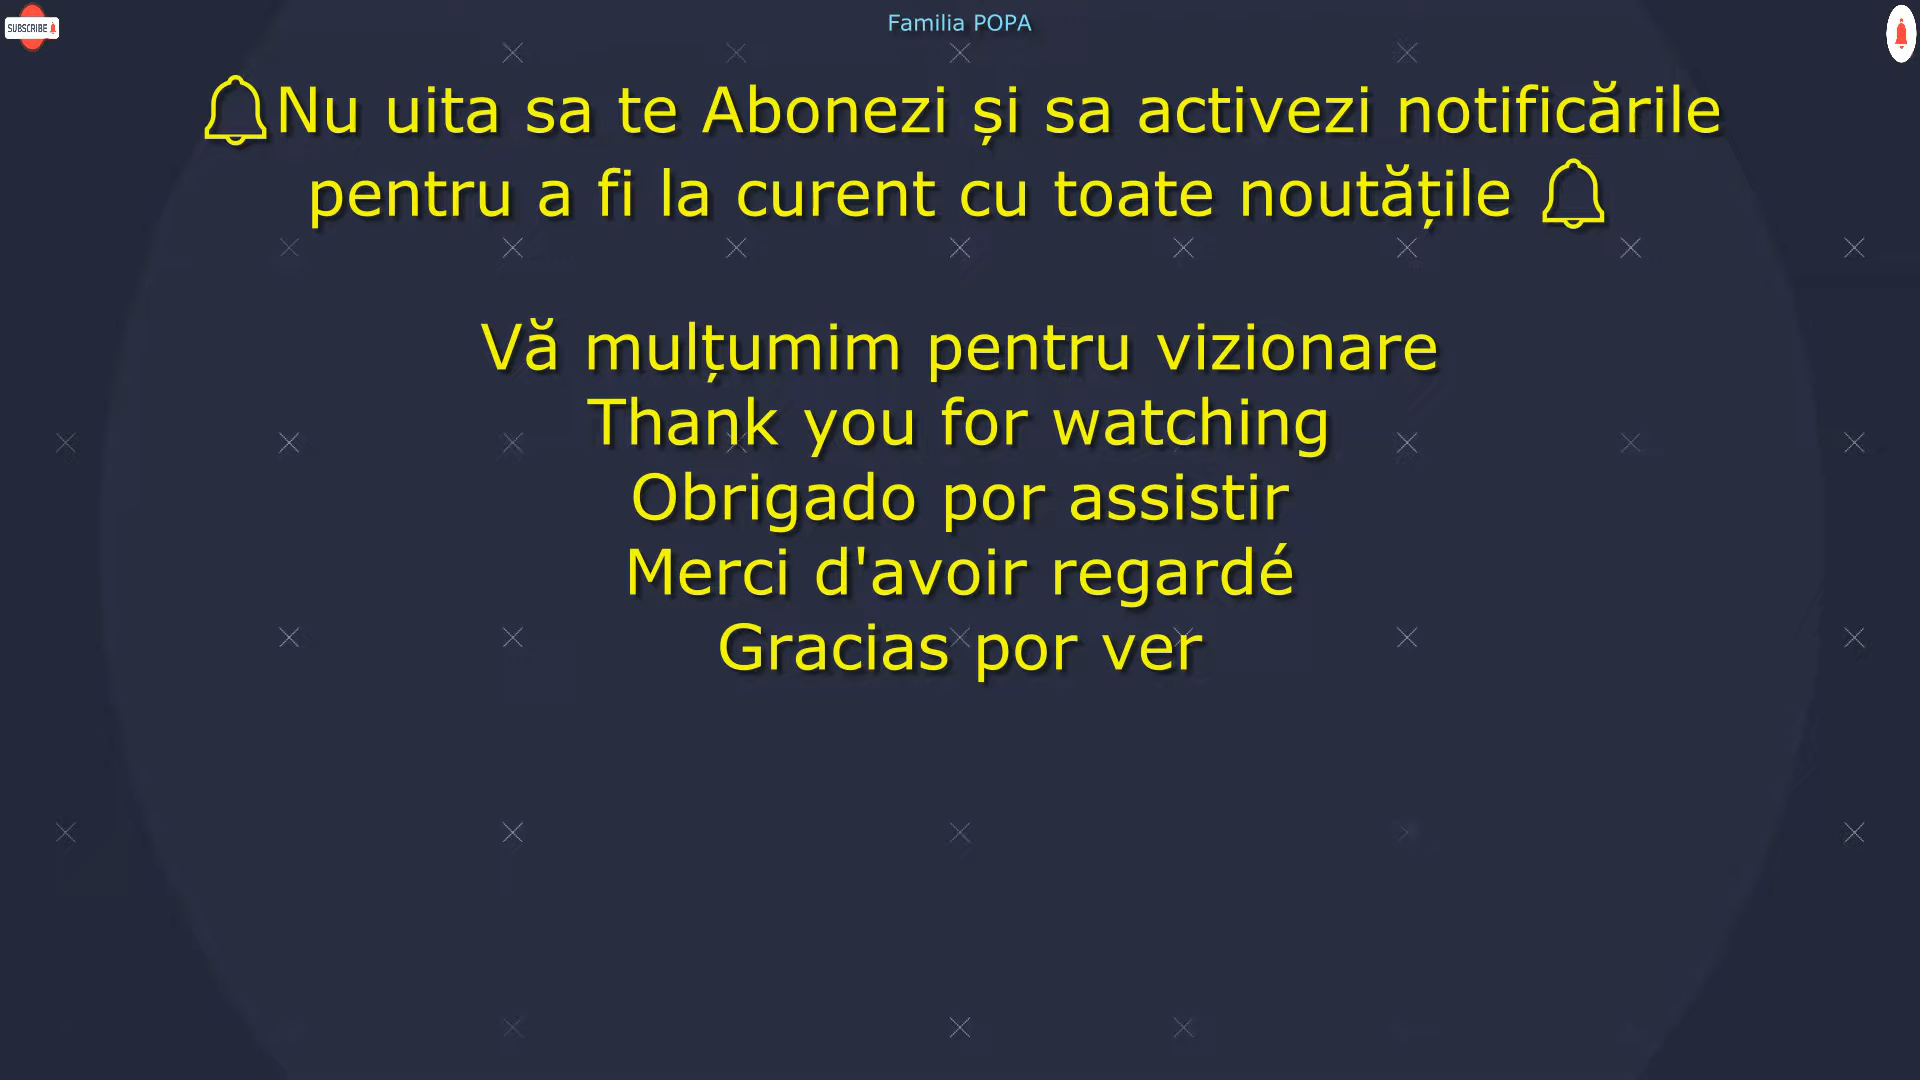 Familia POPA
SUBSCRIBE
🔔Nu uita sa te Abonezi și sa activezi notificările
pentru a fi la curent cu toate noutățile 🔔
Vă mulțumim pentru vizionare
Thank you for watching
Obrigado por assistir
Merci d'avoir regardé
Gracias por ver